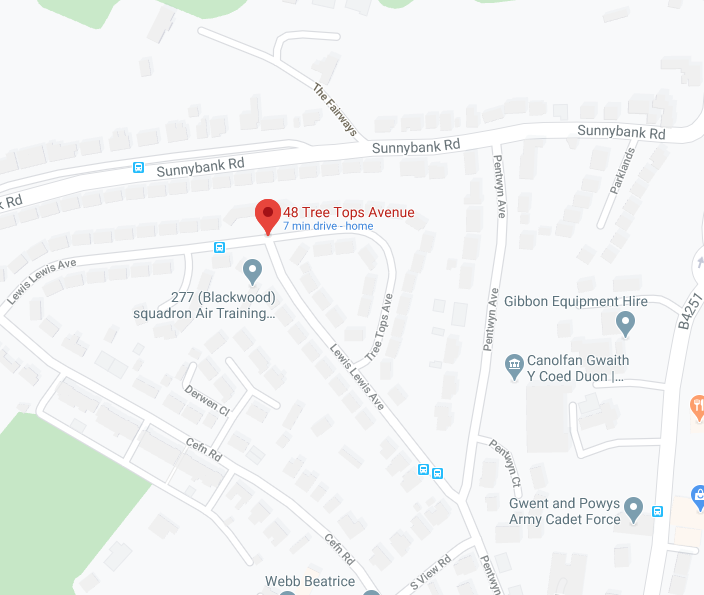 The Fairways
Sunnybank Rd
Sunnybank Rd
Sunnybank Rd
k Rd
Parklands
Pentwyn Ave
48 Tree Tops Avenue
7 min drive - home
Lewis Lewis Ave
277 (Blackwood)
squadron Air Training...
Gibbon Equipment Hire
B4251
Pentwyn Ave
Tree Tops Ave
Lewis Lewis Ave
Canolfan Gwaith
Y Coed Duon |...
Derwen Cl
Cefn Rd
Pentwyn Ct
Gwent and Powys
Army Cadet Force
Cefn Rd
S View Rd
Pentwyn
Webb Beatrice